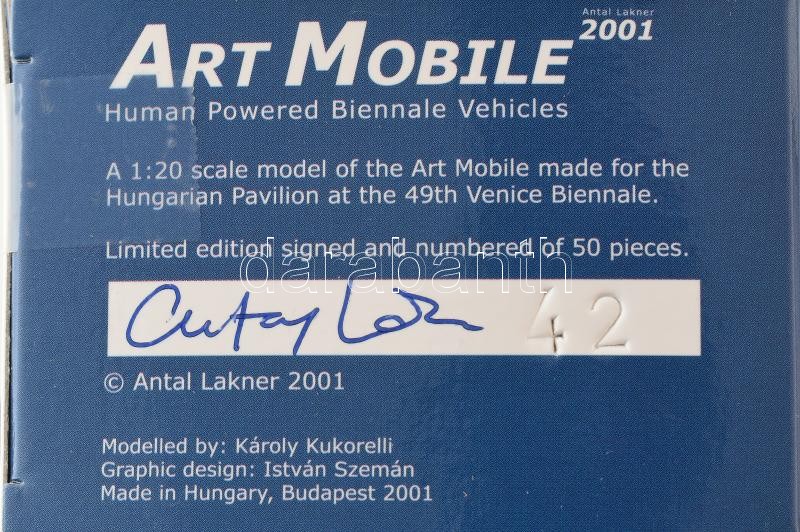 Antal Lakner
ART MOBILE 2001
Human Powered Biennale Vehicles
A 1:20 scale model of the Art Mobile made for the
Hungarian Pavilion at the 49th Venice Biennale.
Limited edition signed and numbered of 50 pieces.
darabanth
Antal Lakner 42
© Antal Lakner 2001
Modelled by: Károly Kukorelli
Graphic design: István Szemán
Made in Hungary, Budapest 2001